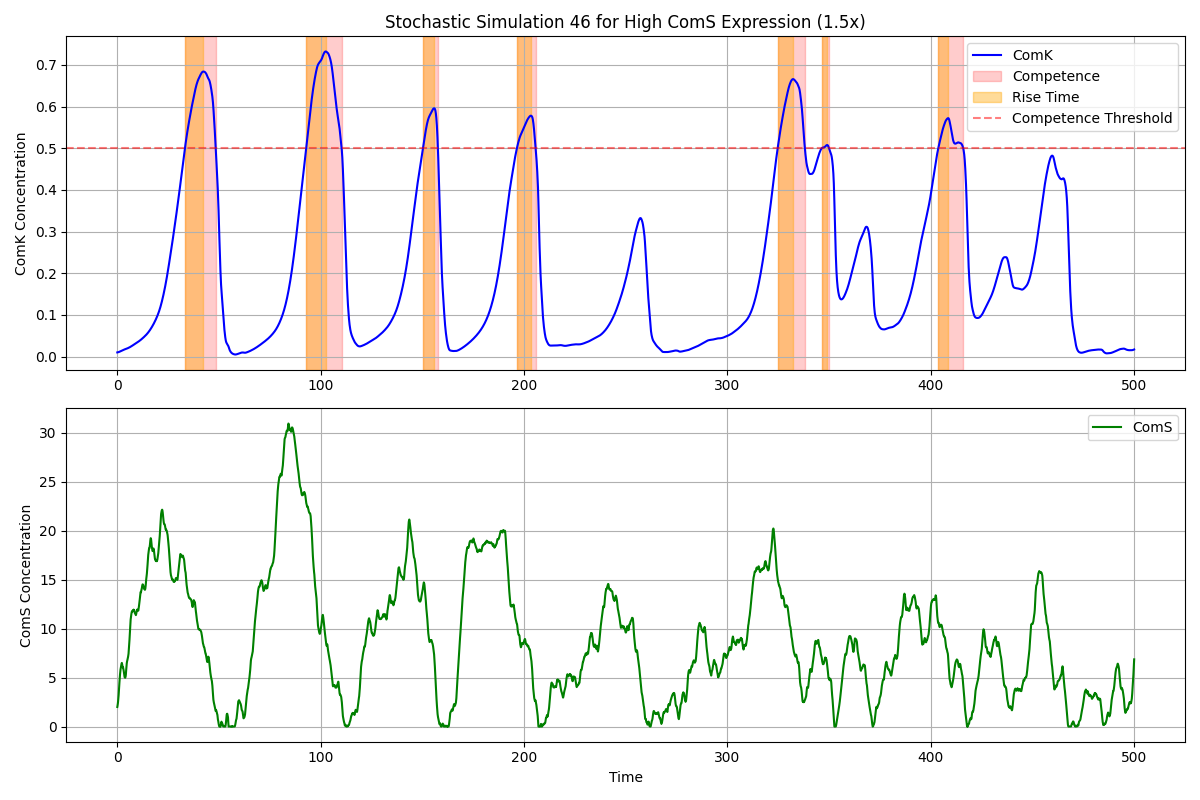 Stochastic Simulation 46 for High ComS Expression (1.5x)
ComK Concentration
0.7
0.6
0.5
0.4
0.3
0.2
0.1
0.0
ComK
Competence
Rise Time
Competence Threshold
0 100 200 300 400 500
ComS Concentration
30
25
20
15
10
5
0
ComS
0 100 200 300 400 500
Time